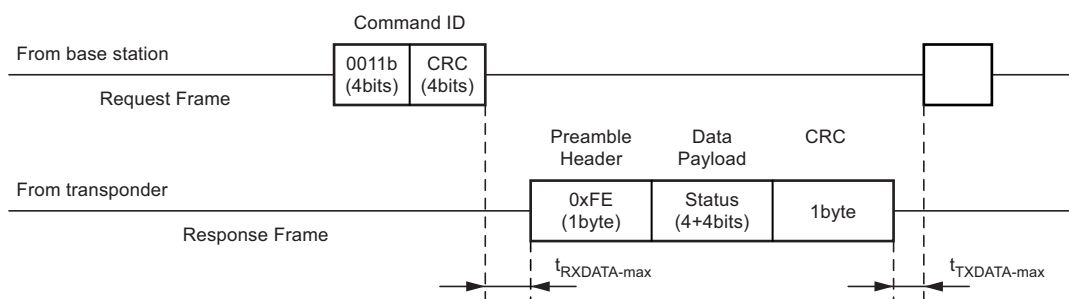 Command ID
From base station
0011b CRC
(4bits) (4bits)
Request Frame
Preamble Data CRC
Header Payload
From transponder
0xFE Status 1byte
(1byte) (4+4bits)
Response Frame
tRXDATA-max tTXDATA-max